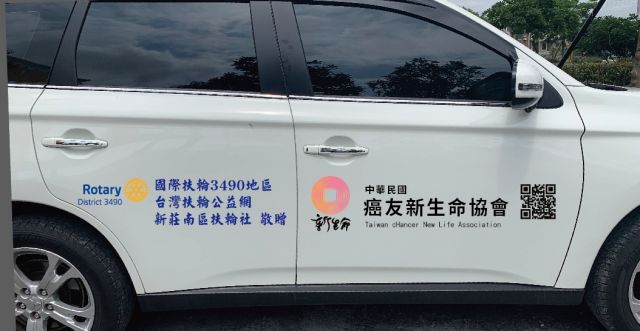 Rotary
District 3490
國際扶輪3490地區
台灣扶輪公益網
新莊南區扶輪社 敬贈
新生命
中華民國
癌友新生命協會
Taiwan cHancer New Life Association